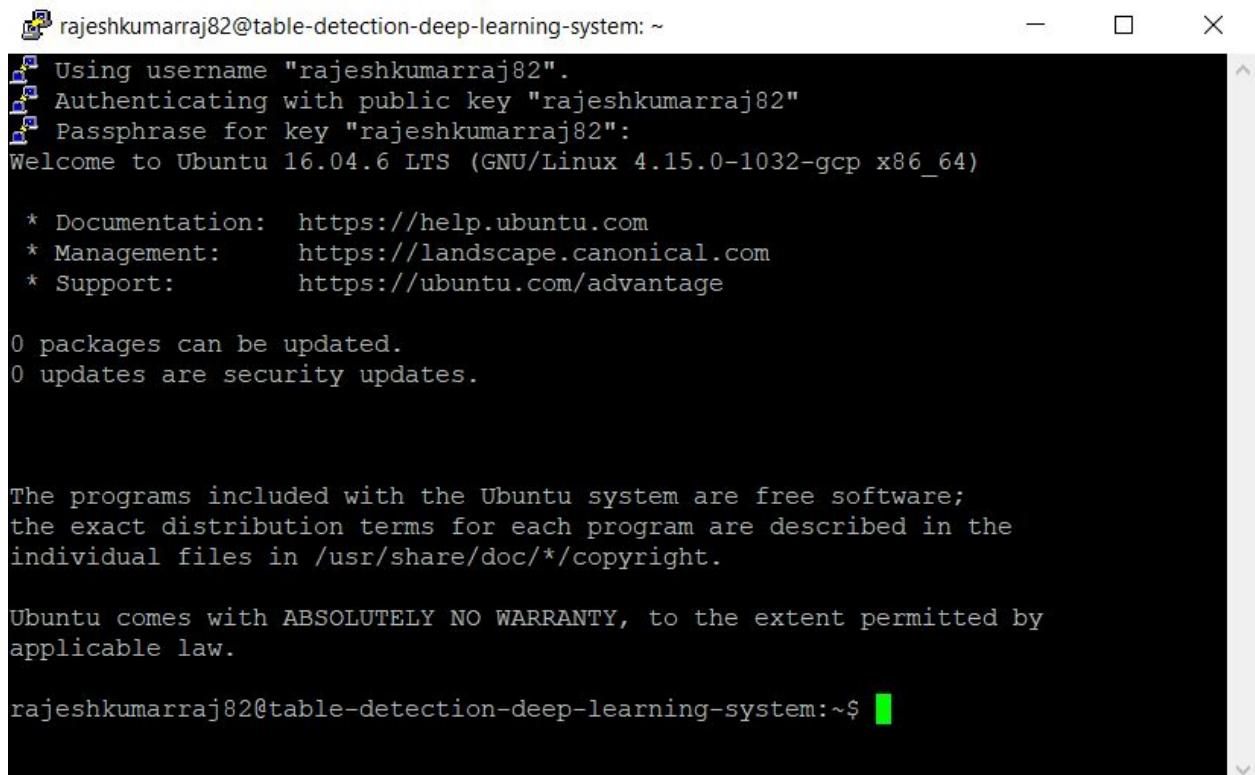 rajeshkumarraj82@table-detection-deep-learning-system: ~
Using username "rajeshkumarraj82".
Authenticating with public key "rajeshkumarraj82"
Passphrase for key "rajeshkumarraj82":
Welcome to Ubuntu 16.04.6 LTS (GNU/Linux 4.15.0-1032-gcp x86_64)
* Documentation:  https://help.ubuntu.com
* Management:     https://landscape.canonical.com
* Support:        https://ubuntu.com/advantage
0 packages can be updated.
0 updates are security updates.
The programs included with the Ubuntu system are free software;
the exact distribution terms for each program are described in the
individual files in /usr/share/doc/*/copyright.
Ubuntu comes with ABSOLUTELY NO WARRANTY, to the extent permitted by
applicable law.
rajeshkumarraj82@table-detection-deep-learning-system:~$